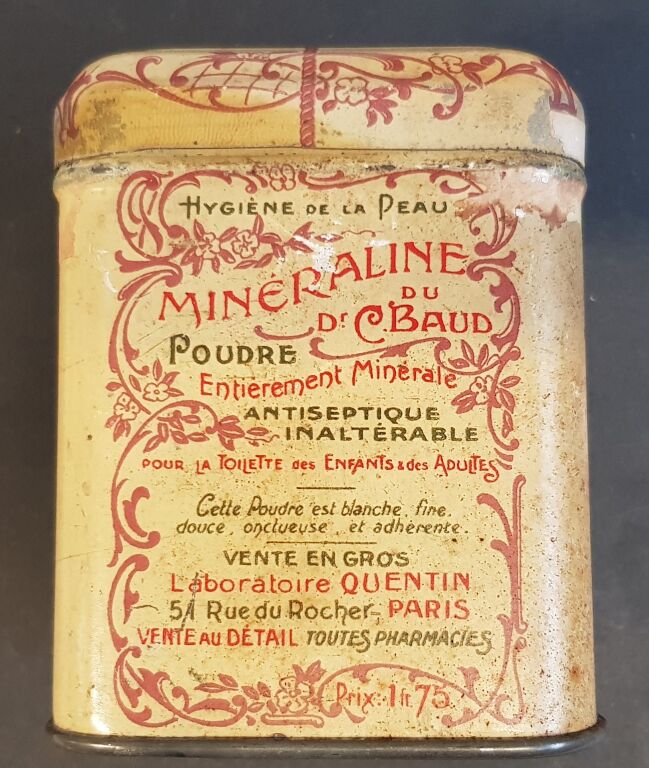 HYGIÈNE DE LA PEAU
MINÉRALINE
DU
Dr C. BAUD
POUDRE
Entièrement Minérale
ANTISEPTIQUE
INALTÉRABLE
POUR LA TOILETTE des ENFANTS & des ADULTES
Cette Poudre est blanche, fine,
douce, onctueuse, et adhérente
VENTE EN GROS
Laboratoire QUENTIN
51 Rue du Rocher - PARIS
VENTE AU DÉTAIL TOUTES PHARMACIES
Prix: 1 fr 75